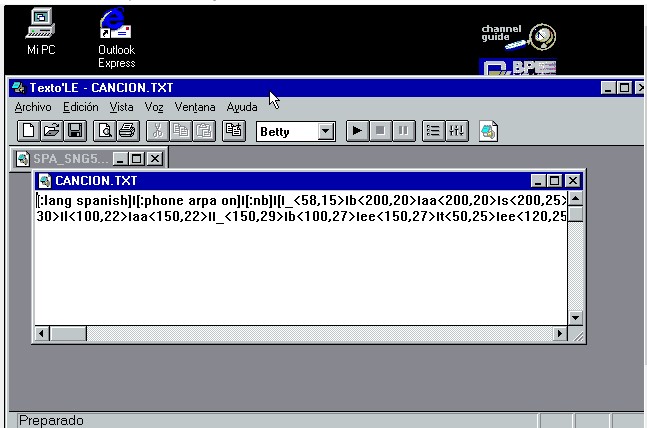 Mi PC
Outlook
Express
channel
guide
BPE
Texto'LE - CANCION.TXT
Archivo Edición Vista Voz Ventana Ayuda
Betty
SPA_SNG5...
CANCION.TXT
[:lang spanish]l[:phone arpa on]l[:nb]l[l_<58,15>lb<200,20>laa<200,20>ls<200,25>
30>ll<100,22>laa<150,22>ll_<150,29>lb<100,27>lee<150,27>lt<50,25>lee<120,25
Preparado